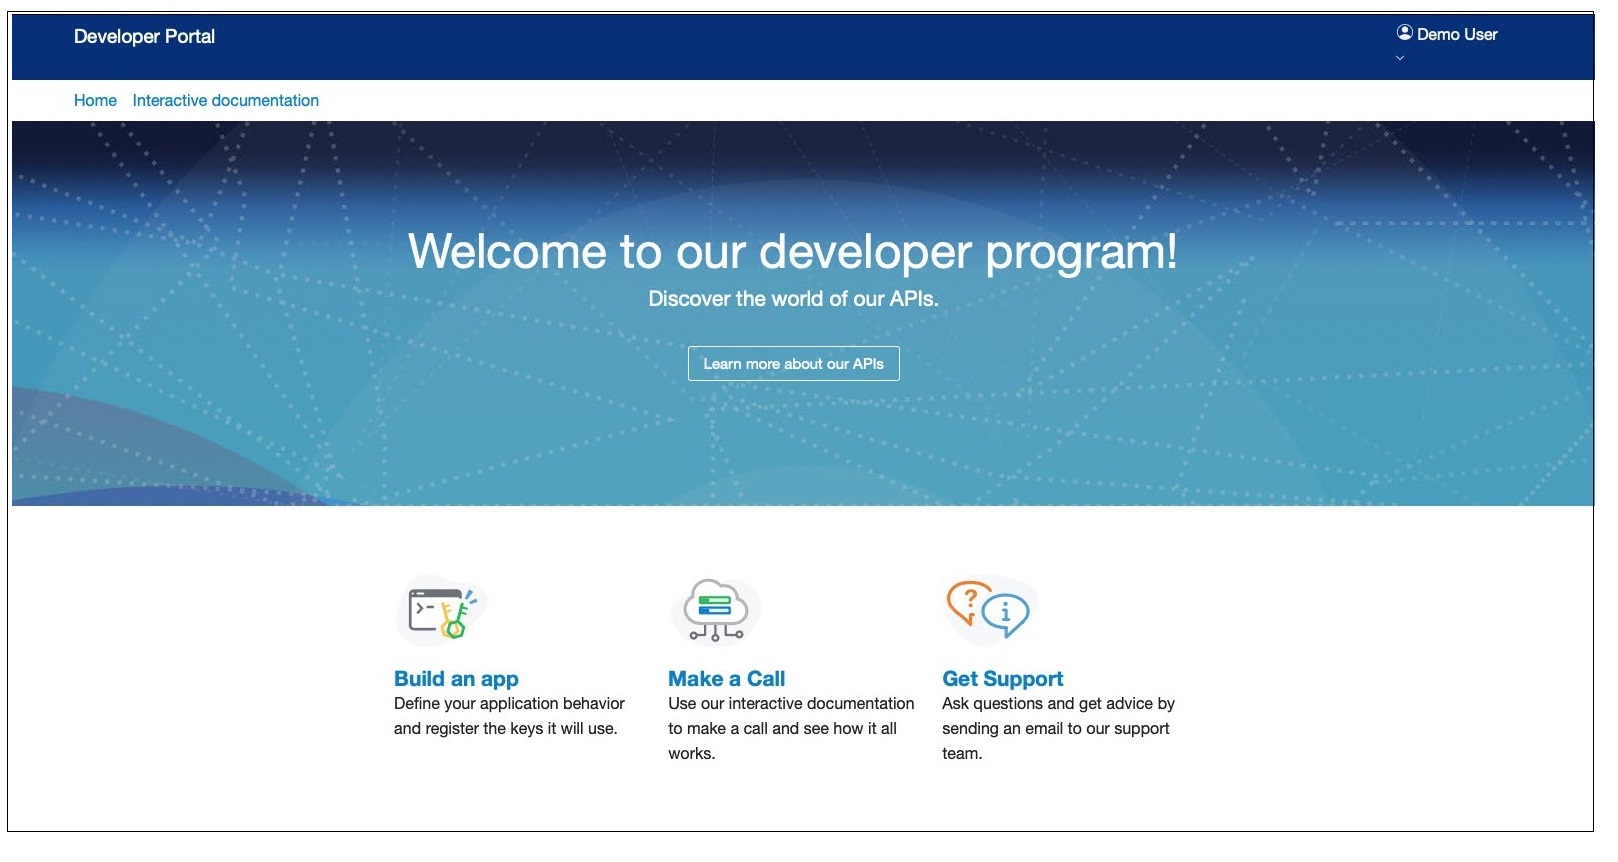 Developer Portal
Demo User
Home Interactive documentation
Welcome to our developer program!
Discover the world of our APIs.
Learn more about our APIs
Build an app
Define your application behavior
and register the keys it will use.
Make a Call
Use our interactive documentation
to make a call and see how it all
works.
Get Support
Ask questions and get advice by
sending an email to our support
team.